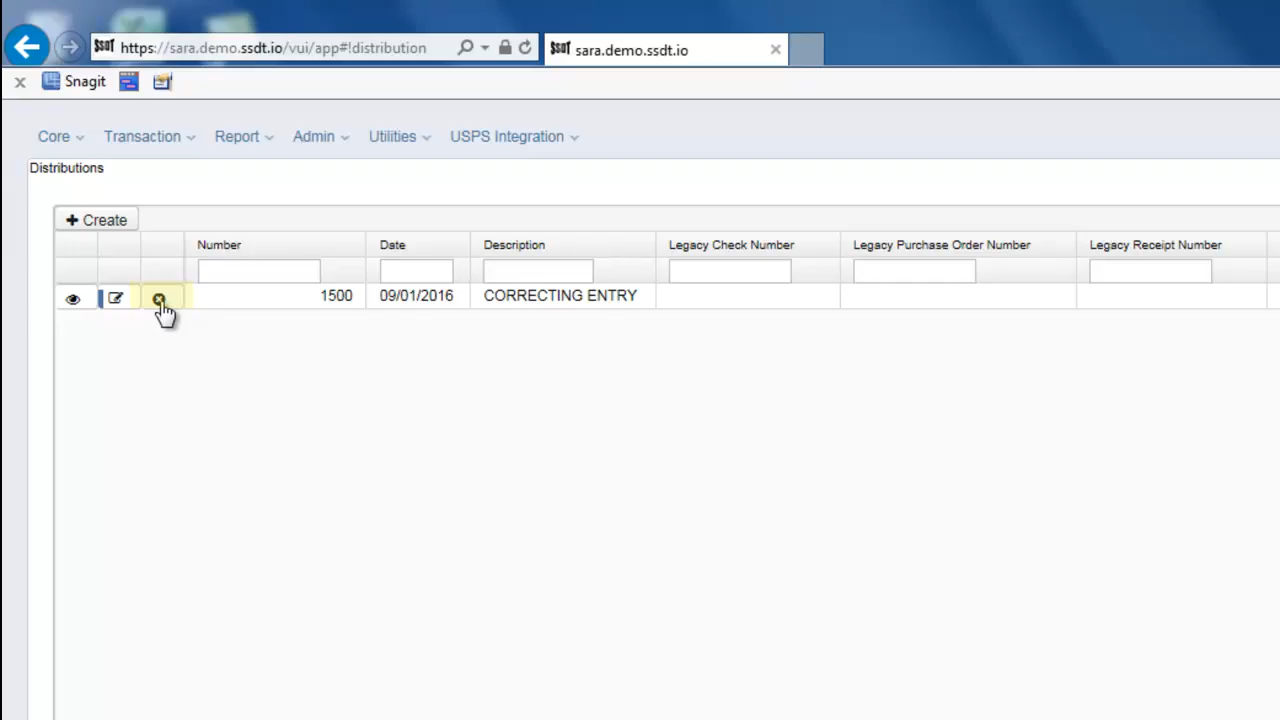 SSDT https://sara.demo.ssdt.io/vui/app#!distribution SSDT sara.demo.ssdt.io
Snagit
Core Transaction Report Admin Utilities USPS Integration
Distributions
Create
Number Date Description Legacy Check Number Legacy Purchase Order Number Legacy Receipt Number
1500 09/01/2016 CORRECTING ENTRY